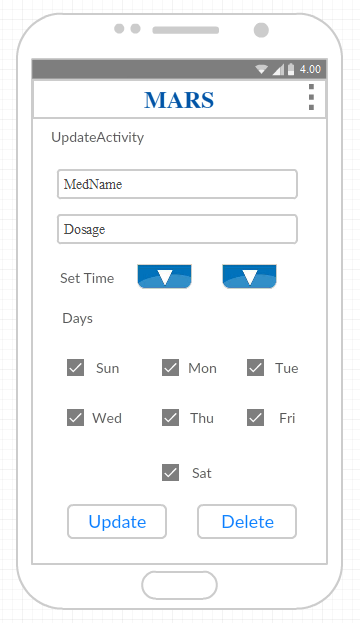 4.00
MARS
UpdateActivity
MedName
Dosage
Set Time
Days
Sun Mon Tue
Wed Thu Fri
Sat
Update Delete